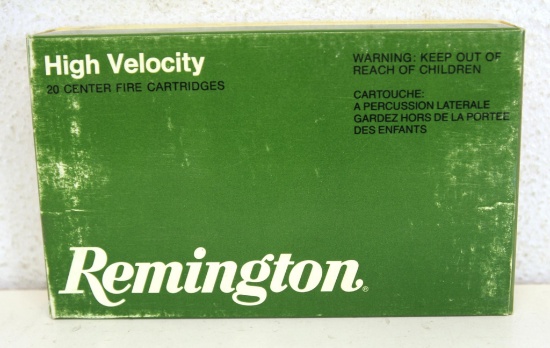 High Velocity
20 CENTER FIRE CARTRIDGES
WARNING: KEEP OUT OF
REACH OF CHILDREN
CARTOUCHE:
A PERCUSSION LATERALE
GARDEZ HORS DE LA PORTEE
DES ENFANTS
Remington®